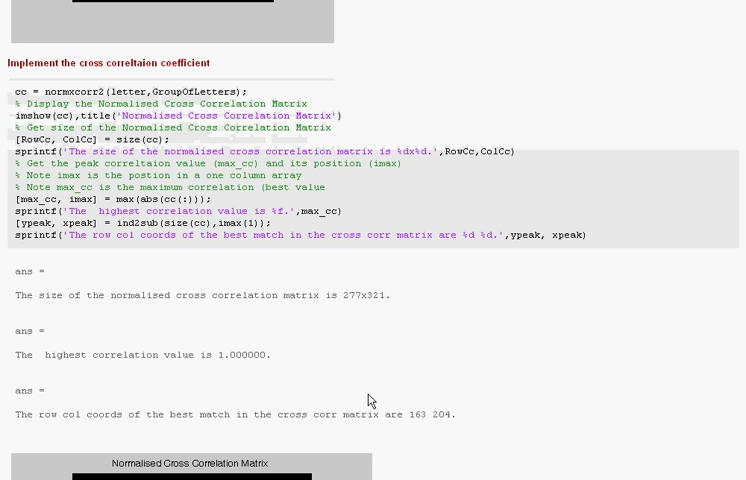 Implement the cross correltaion coefficient
cc = normxcorr2(letter,GroupOfLetters);
% Display the Normalised Cross Correlation Matrix
imshow(cc),title('Normalised Cross Correlation Matrix')
% Get size of the Normalised Cross Correlation Matrix
[RowCc, ColCc] = size(cc);
sprintf('The size of the normalised cross correlation matrix is %dx%d.',RowCc,ColCc)
% Get the peak correltaion value (max_cc) and its position (imax)
% Note imax is the postion in a one column array
% Note max_cc is the maximum correlation (best value
[max_cc, imax] = max(abs(cc(:)));
sprintf('The  highest correlation value is %f.',max_cc)
[ypeak, xpeak] = ind2sub(size(cc),imax(1));
sprintf('The row col coords of the best match in the cross corr matrix are %d %d.',ypeak, xpeak)
ans =
The size of the normalised cross correlation matrix is 277x321.
ans =
The  highest correlation value is 1.000000.
ans =
The row col coords of the best match in the cross corr matrix are 163 204.
Normalised Cross Correlation Matrix